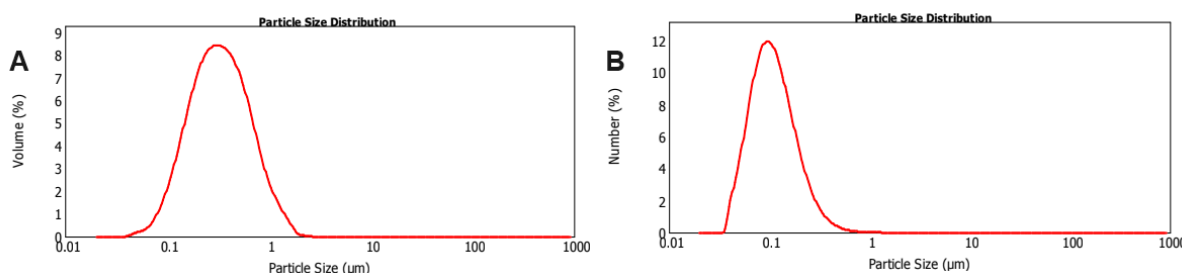 A
Particle Size Distribution
Volume (%)
9
8
7
6
5
4
3
2
1
0
0.01 0.1 1 10 100 900
Particle Size (µm)
B
Particle Size Distribution
Number (%)
12
10
8
6
4
2
0
0.01 0.1 1 10 100 1000
Particle Size (µm)